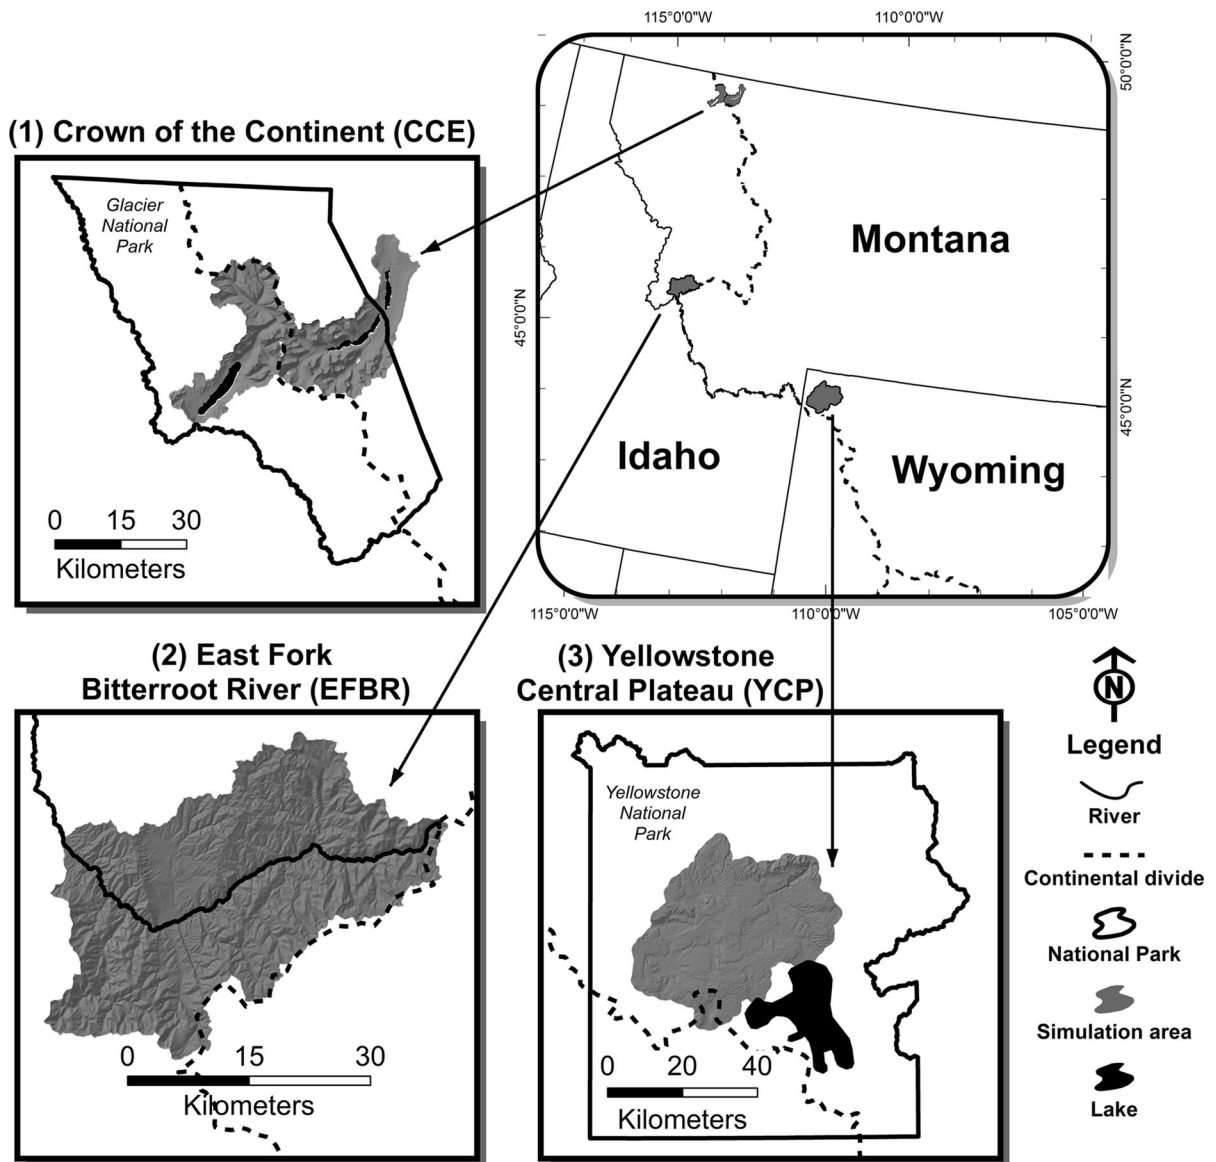 115°0'0"W
110°0'0"W
50°0'0"N
(1) Crown of the Continent (CCE)
Glacier
National
Park
Montana
45°0'0"N
45°0'0"N
Idaho
Wyoming
0 15 30
Kilometers
115°0'0"W
110°0'0"W
105°0'0"W
(2) East Fork
Bitterroot River (EFBR)
(3) Yellowstone
Central Plateau (YCP)
N
Legend
River
Continental divide
National Park
Simulation area
Lake
Yellowstone
National
Park
0 15 30
Kilometers
0 20 40
Kilometers